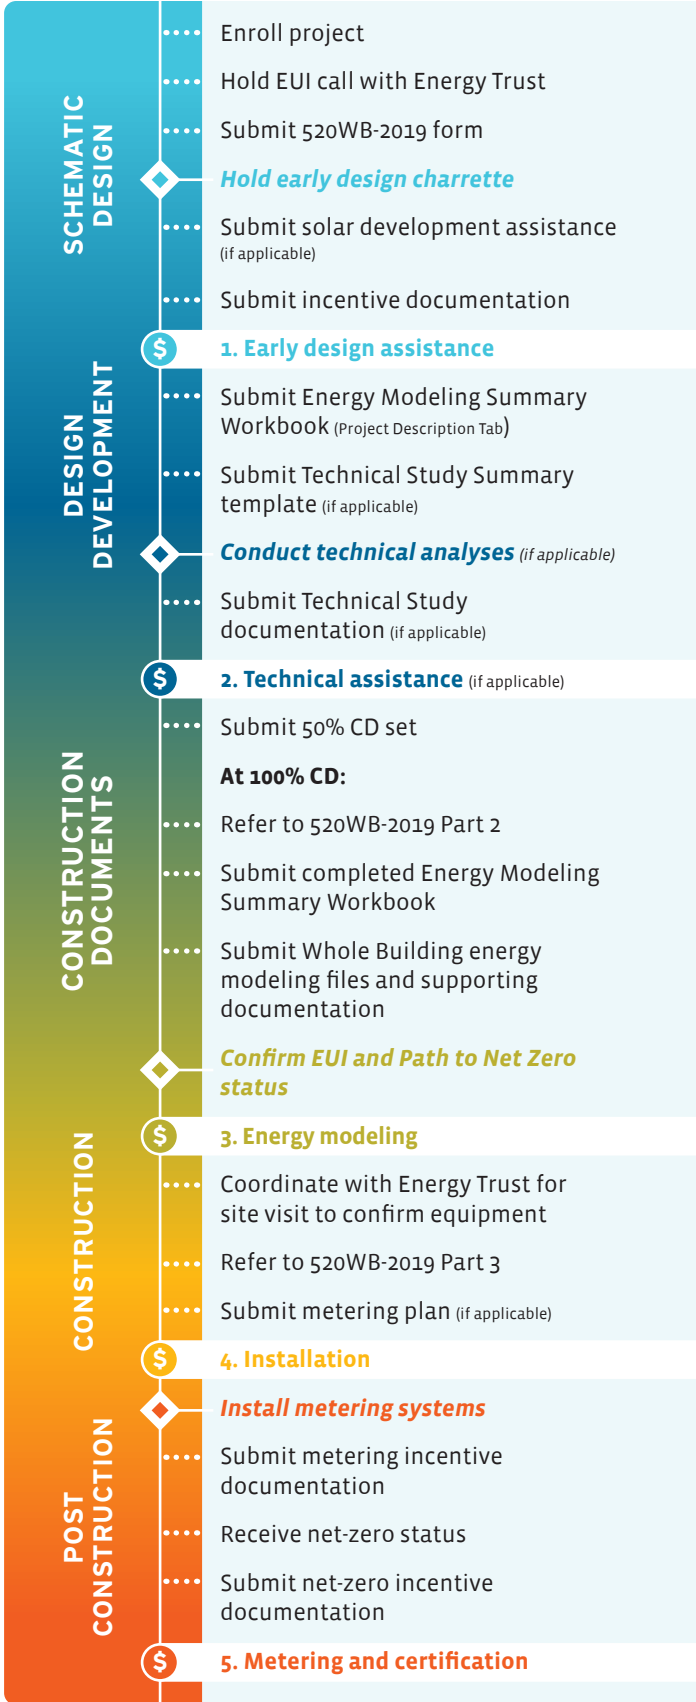 SCHEMATIC
DESIGN
Enroll project
Hold EUI call with Energy Trust
Submit 520WB-2019 form
Hold early design charrette
Submit solar development assistance
(if applicable)
Submit incentive documentation
$
1. Early design assistance
DESIGN
DEVELOPMENT
Submit Energy Modeling Summary
Workbook (Project Description Tab)
Submit Technical Study Summary
template (if applicable)
Conduct technical analyses (if applicable)
Submit Technical Study
documentation (if applicable)
$
2. Technical assistance (if applicable)
CONSTRUCTION
DOCUMENTS
Submit 50% CD set
At 100% CD:
Refer to 520WB-2019 Part 2
Submit completed Energy Modeling
Summary Workbook
Submit Whole Building energy
modeling files and supporting
documentation
Confirm EUI and Path to Net Zero
status
$
3. Energy modeling
CONSTRUCTION
Coordinate with Energy Trust for
site visit to confirm equipment
Refer to 520WB-2019 Part 3
Submit metering plan (if applicable)
$
4. Installation
POST
CONSTRUCTION
Install metering systems
Submit metering incentive
documentation
Receive net-zero status
Submit net-zero incentive
documentation
$
5. Metering and certification